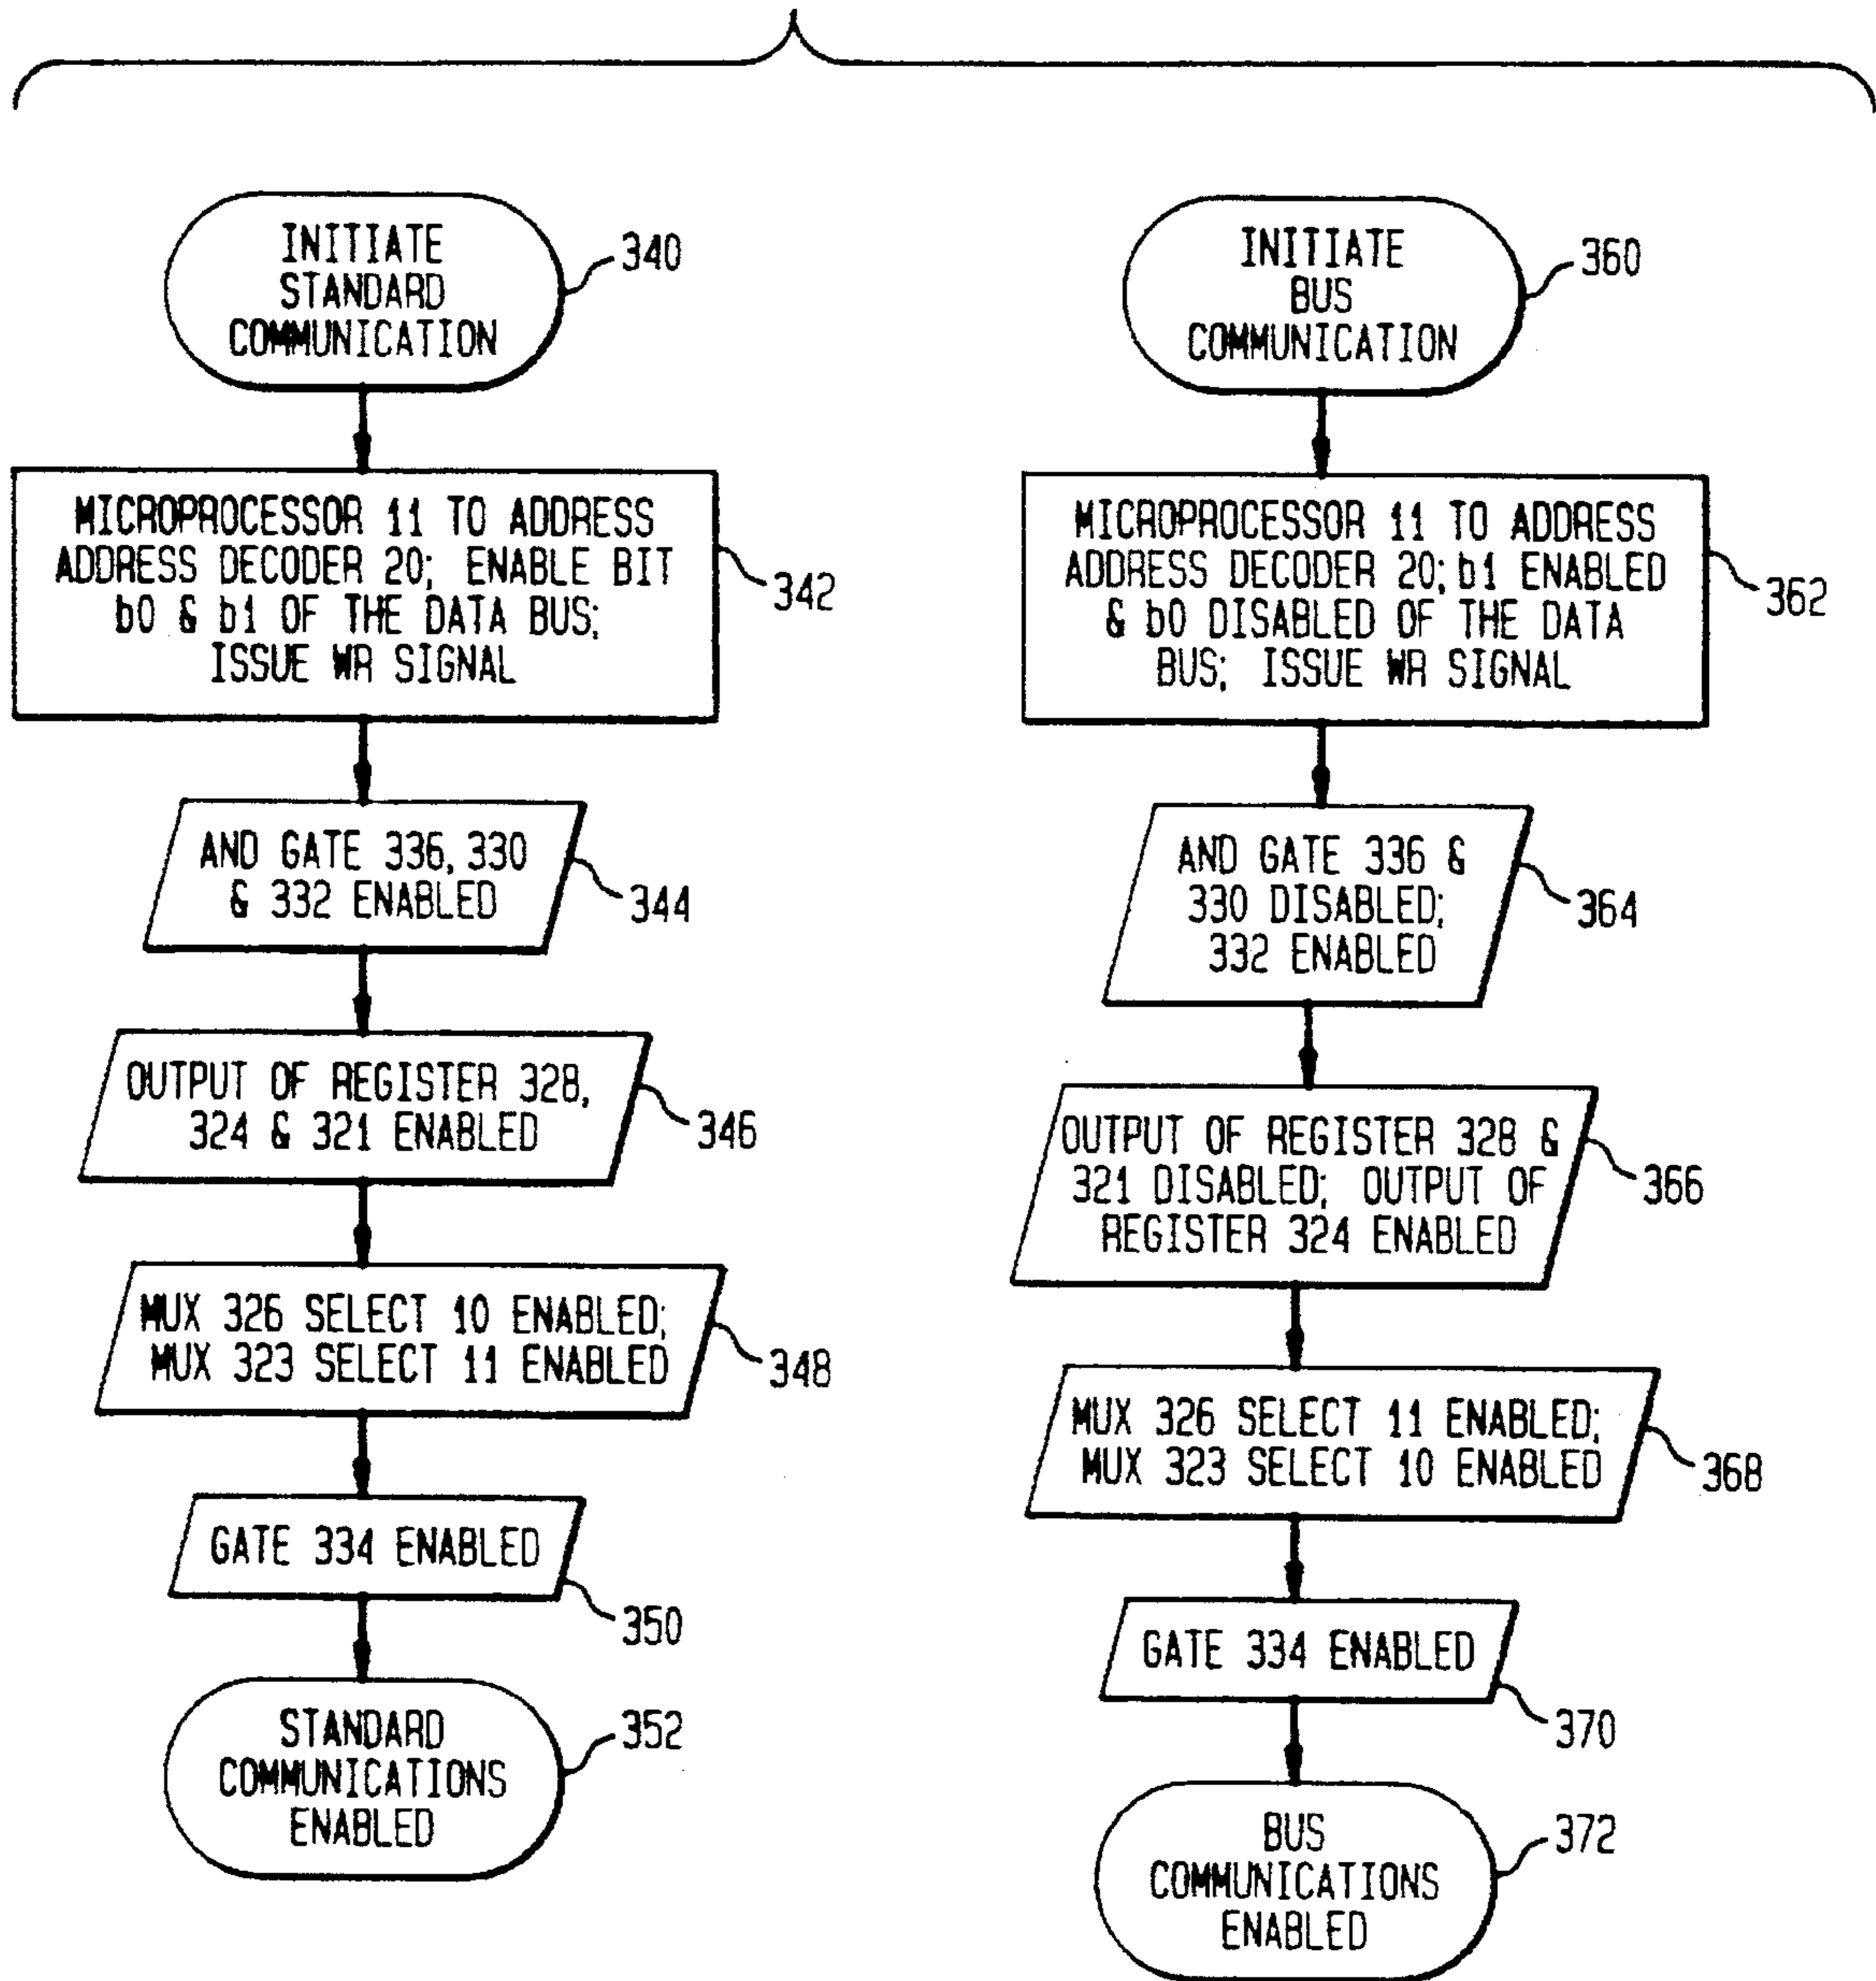 INITIATE
STANDARD
COMMUNICATION
340
MICROPROCESSOR 11 TO ADDRESS
ADDRESS DECODER 20; ENABLE BIT
b0 & b1 OF THE DATA BUS;
ISSUE WR SIGNAL
342
AND GATE 336, 330
& 332 ENABLED
344
OUTPUT OF REGISTER 328,
324 & 321 ENABLED
346
MUX 326 SELECT 10 ENABLED;
MUX 323 SELECT 11 ENABLED
348
GATE 334 ENABLED
350
STANDARD
COMMUNICATIONS
ENABLED
352
INITIATE
BUS
COMMUNICATION
360
MICROPROCESSOR 11 TO ADDRESS
ADDRESS DECODER 20; b1 ENABLED
& b0 DISABLED OF THE DATA
BUS; ISSUE WR SIGNAL
362
AND GATE 336 &
330 DISABLED;
332 ENABLED
364
OUTPUT OF REGISTER 328 &
321 DISABLED; OUTPUT OF
REGISTER 324 ENABLED
366
MUX 326 SELECT 11 ENABLED;
MUX 323 SELECT 10 ENABLED
368
GATE 334 ENABLED
370
BUS
COMMUNICATIONS
ENABLED
372